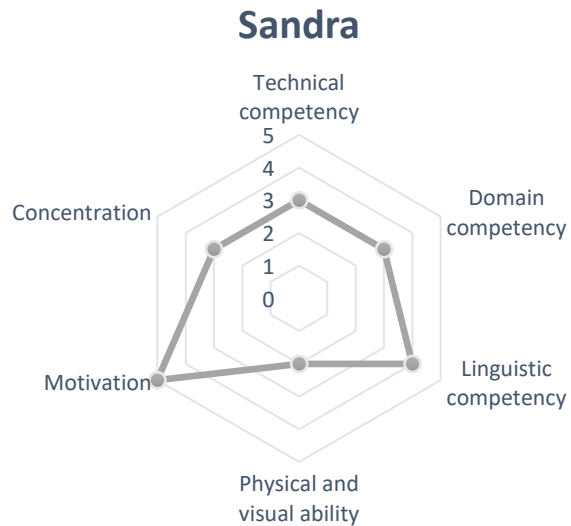 Sandra
Technical
competency
5
4
3
2
1
0
Domain
competency
Linguistic
competency
Physical and
visual ability
Motivation
Concentration